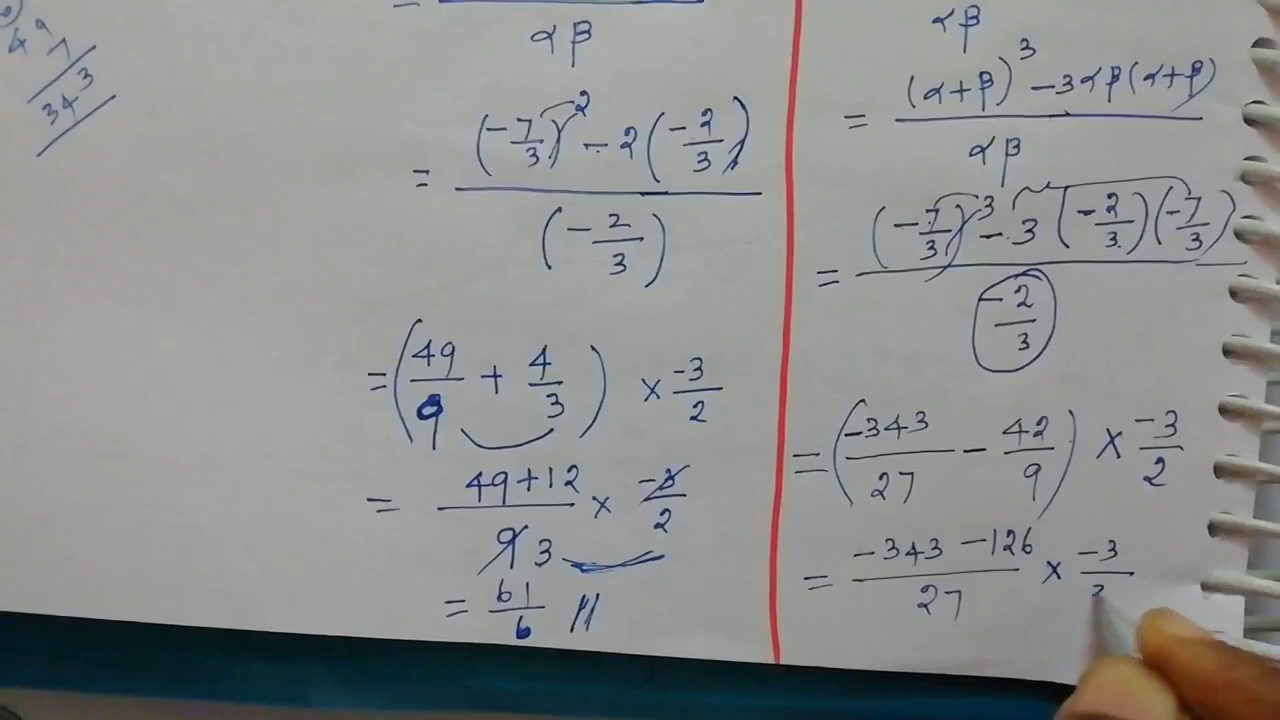 49
7
343
αβ
= ((-7/3)² - 2(-2/3)) / (-2/3)
= (49/9 + 4/3) × -3/2
= (49+12)/9 3 × -3/2
= 61/6 //
αβ
= ((α+β)³ - 3αβ(α+β)) / αβ
= ((-7/3)³ - 3(-2/3)(-7/3)) / (-2/3)
= (-343/27 - 42/9) × -3/2
= (-343 - 126)/27 × -3/